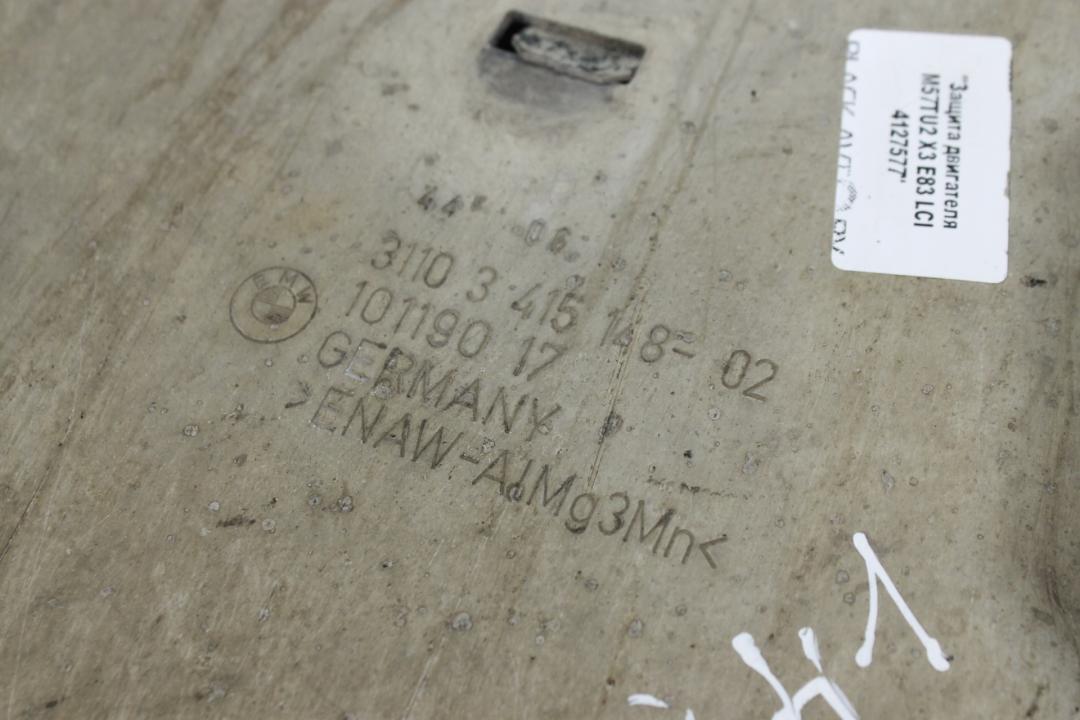 44 06
3110 3 415 148- 02
101190 17
GERMANY
>ENAW-AlMg3Mn<
BMW
"Защита двигателя
M57TU2 X3 E83 LCI
4127577"